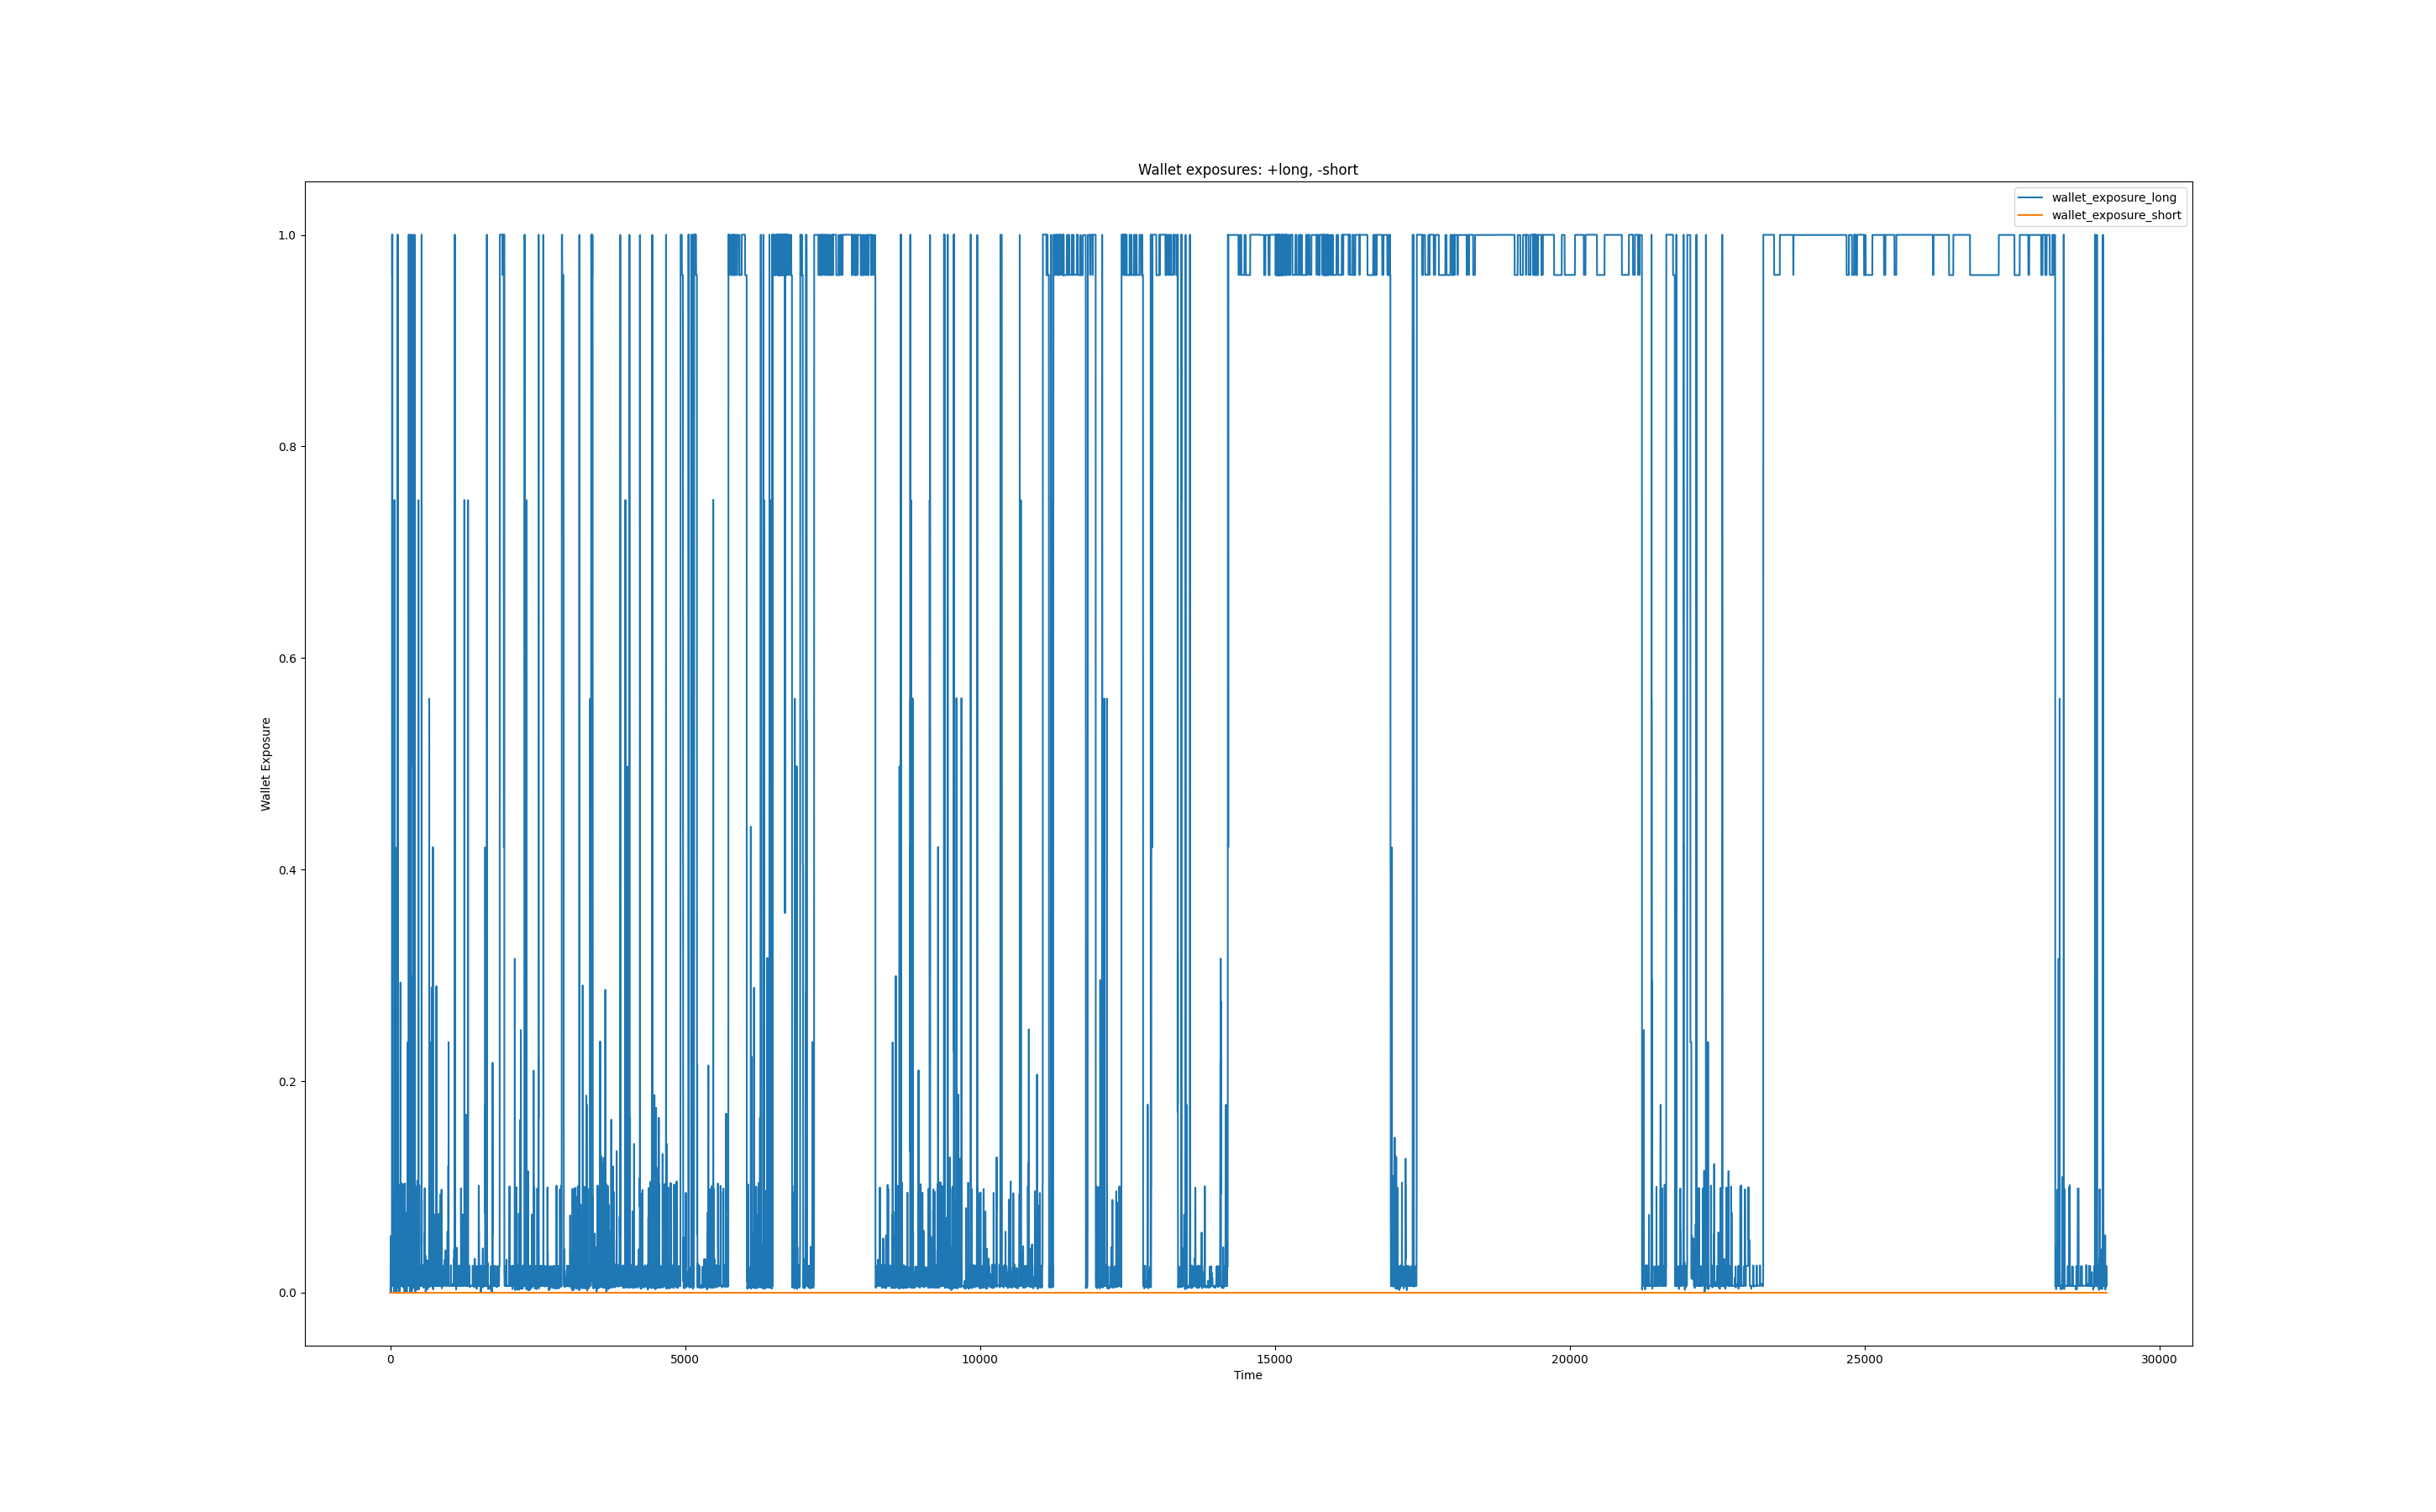 Wallet exposures: +long, -short
wallet_exposure_long
wallet_exposure_short
1.0
0.8
0.6
0.4
0.2
0.0
Wallet Exposure
0 5000 10000 15000 20000 25000 30000
Time